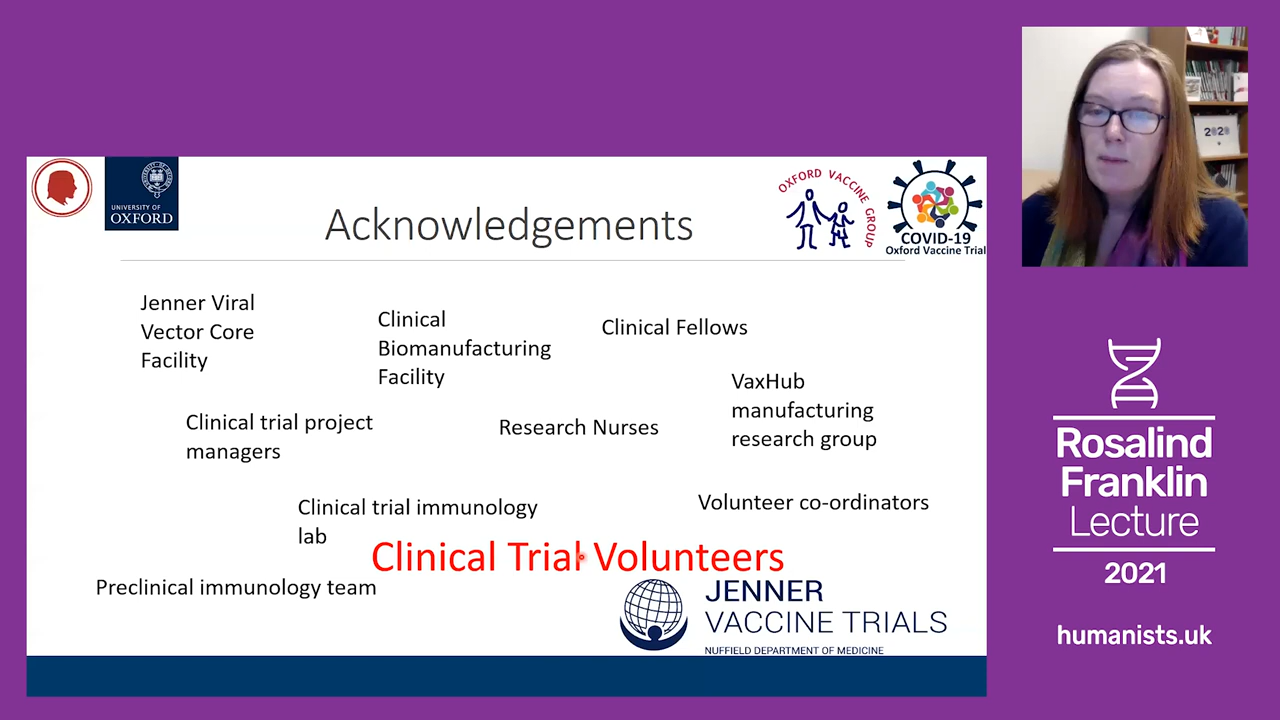 UNIVERSITY OF
OXFORD
Acknowledgements
OXFORD VACCINE GROUP
COVID-19
Oxford Vaccine Trial
Jenner Viral
Vector Core
Facility
Clinical
Biomanufacturing
Facility
Clinical Fellows
VaxHub
manufacturing
research group
Clinical trial project
managers
Research Nurses
Clinical trial immunology
lab
Volunteer co-ordinators
Clinical Trial Volunteers
Preclinical immunology team
JENNER
VACCINE TRIALS
NUFFIELD DEPARTMENT OF MEDICINE
2020
Rosalind
Franklin
Lecture
2021
humanists.uk